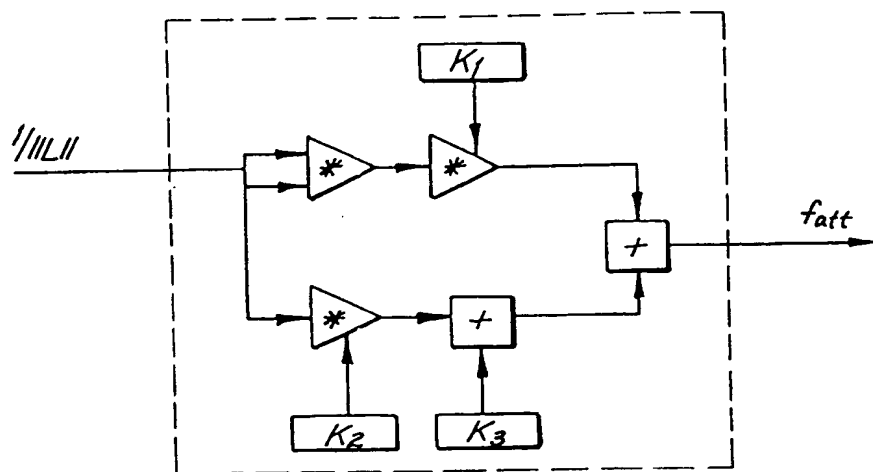 K1
1/||L||
*
*
+
fatt
*
+
K2
K3